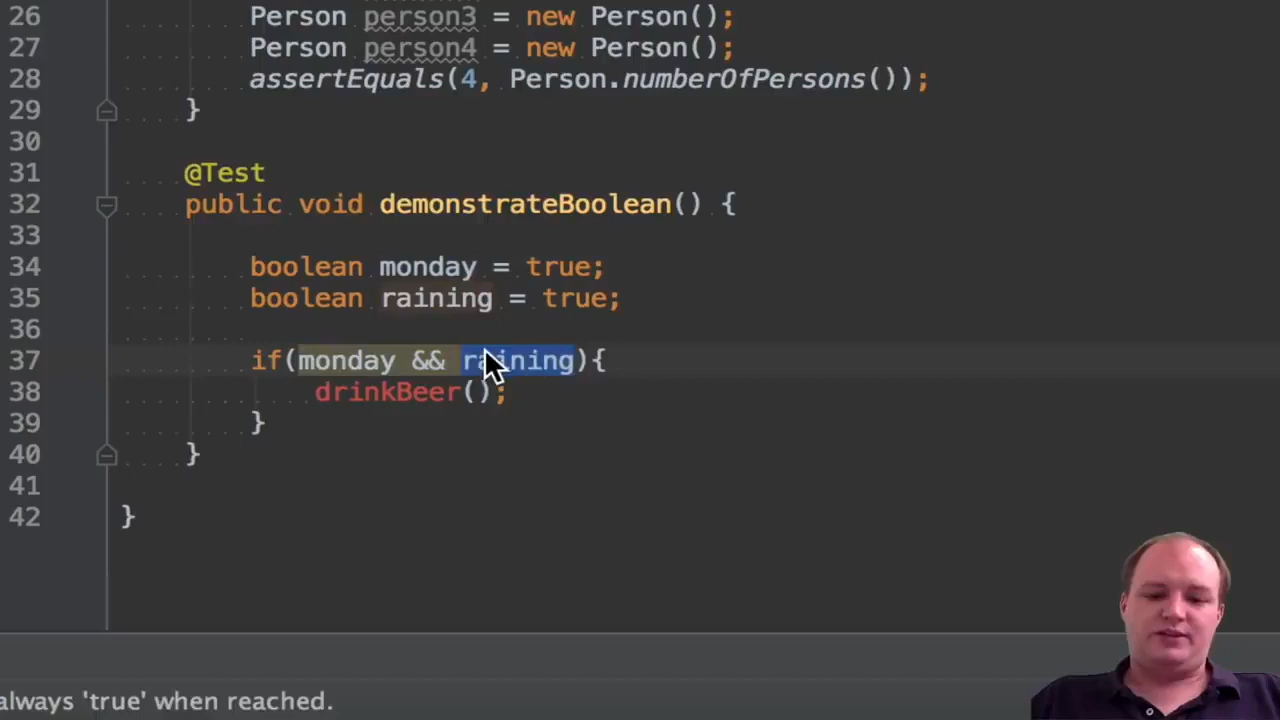 26 Person person3 = new Person();
27 Person person4 = new Person();
28 assertEquals(4, Person.numberOfPersons());
29 }
30
31 @Test
32 public void demonstrateBoolean() {
33
34 boolean monday = true;
35 boolean raining = true;
36
37 if(monday && raining){
38 drinkBeer();
39 }
40 }
41
42 }
always 'true' when reached.